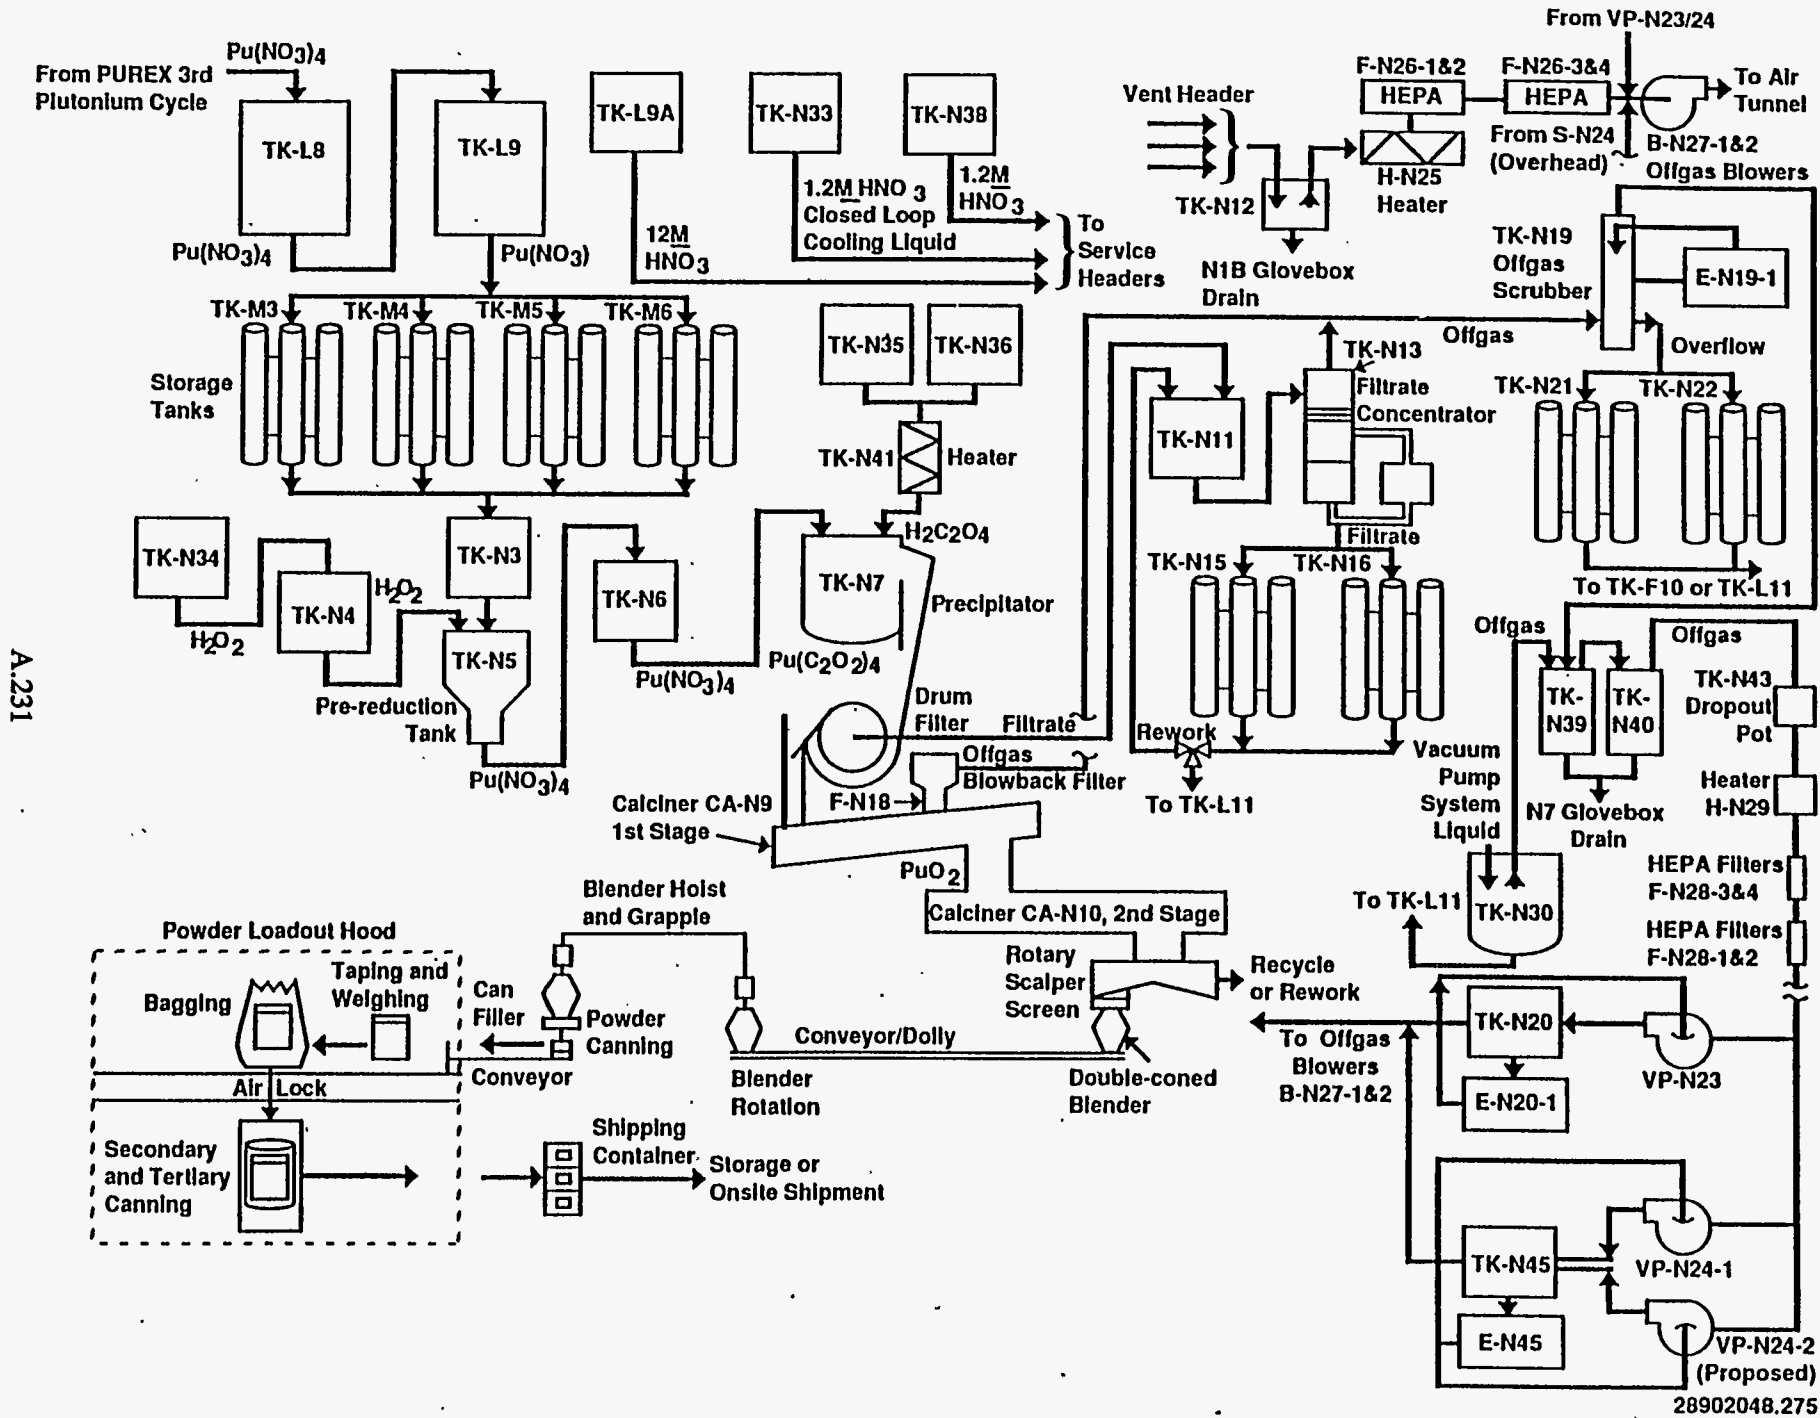 From VP-N23/24
Pu(NO3)4
From PUREX 3rd
Plutonium Cycle
TK-L8
TK-L9
Pu(NO3)4
Pu(NO3)
TK-L9A
TK-N33
TK-N38
12M
HNO3
1.2M HNO 3
Closed Loop
Cooling Liquid
1.2M
HNO 3
To
Service
Headers
Vent Header
F-N26-1&2
HEPA
F-N26-3&4
HEPA
To Air
Tunnel
From S-N24
(Overhead)
B-N27-1&2
Offgas Blowers
H-N25
Heater
TK-N12
N1B Glovebox
Drain
TK-N19
Offgas
Scrubber
E-N19-1
TK-M3
TK-M4
TK-M5
TK-M6
Storage
Tanks
TK-N35
TK-N36
TK-N41
Heater
Offgas
Overflow
TK-N13
Filtrate
Concentrator
TK-N11
TK-N21
TK-N22
To TK-F10 or TK-L11
TK-N34
H2O2
TK-N4
H2O2
TK-N3
TK-N5
Pre-reduction
Tank
Pu(NO3)4
TK-N6
Pu(NO3)4
H2C2O4
TK-N7
Precipitator
Pu(C2O2)4
Filtrate
TK-N15
TK-N16
Rework
To TK-L11
Drum
Filter
Filtrate
Offgas
Blowback Filter
F-N18
Calciner CA-N9
1st Stage
PuO 2
Calciner CA-N10, 2nd Stage
Offgas
Offgas
TK-
N39
TK-
N40
TK-N43
Dropout
Pot
Vacuum
Pump
System
Liquid
N7 Glovebox
Drain
Heater
H-N29
HEPA Filters
F-N28-3&4
HEPA Filters
F-N28-1&2
To TK-L11
TK-N30
Blender Hoist
and Grapple
Rotary
Scalper
Screen
Recycle
or Rework
Powder Loadout Hood
Bagging
Taping and
Weighing
Can
Filler
Powder
Canning
Conveyor
Conveyor/Dolly
Blender
Rotation
Double-coned
Blender
Air Lock
Secondary
and Tertiary
Canning
Shipping
Container
Storage or
Onsite Shipment
To Offgas
Blowers
B-N27-1&2
TK-N20
E-N20-1
VP-N23
TK-N45
E-N45
VP-N24-1
VP-N24-2
(Proposed)
28902048.275
A.231